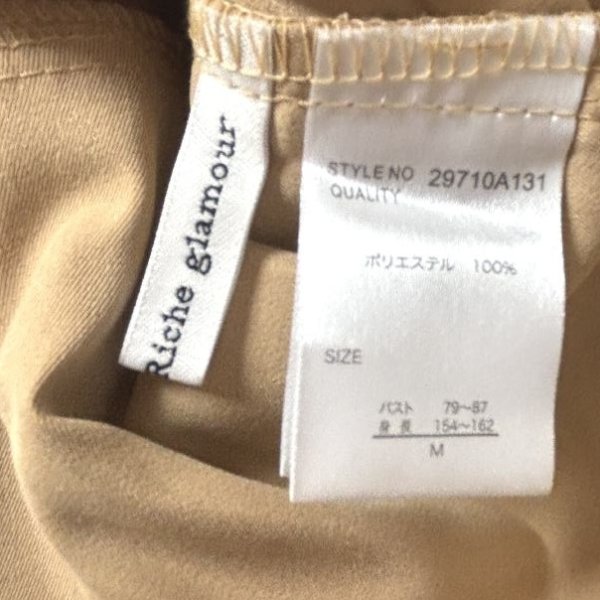 Riche glamour
STYLE NO 29710A131
QUALITY
ポリエステル 100%
SIZE
バスト 79～87
身長 154～162
M